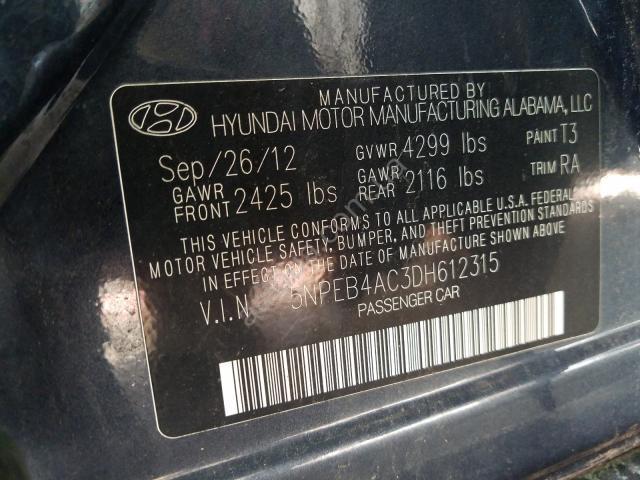 MANUFACTURED BY
HYUNDAI MOTOR MANUFACTURING ALABAMA, LLC
Sep/26/12 GVWR 4299 lbs PAINT T3
GAWR FRONT 2425 lbs GAWR REAR 2116 lbs TRIM RA
THIS VEHICLE CONFORMS TO ALL APPLICABLE U.S.A. FEDERAL
MOTOR VEHICLE SAFETY, BUMPER, AND THEFT PREVENTION STANDARDS
IN EFFECT ON THE DATE OF MANUFACTURE SHOWN ABOVE
V.I.N. 5NPEB4AC3DH612315
PASSENGER CAR